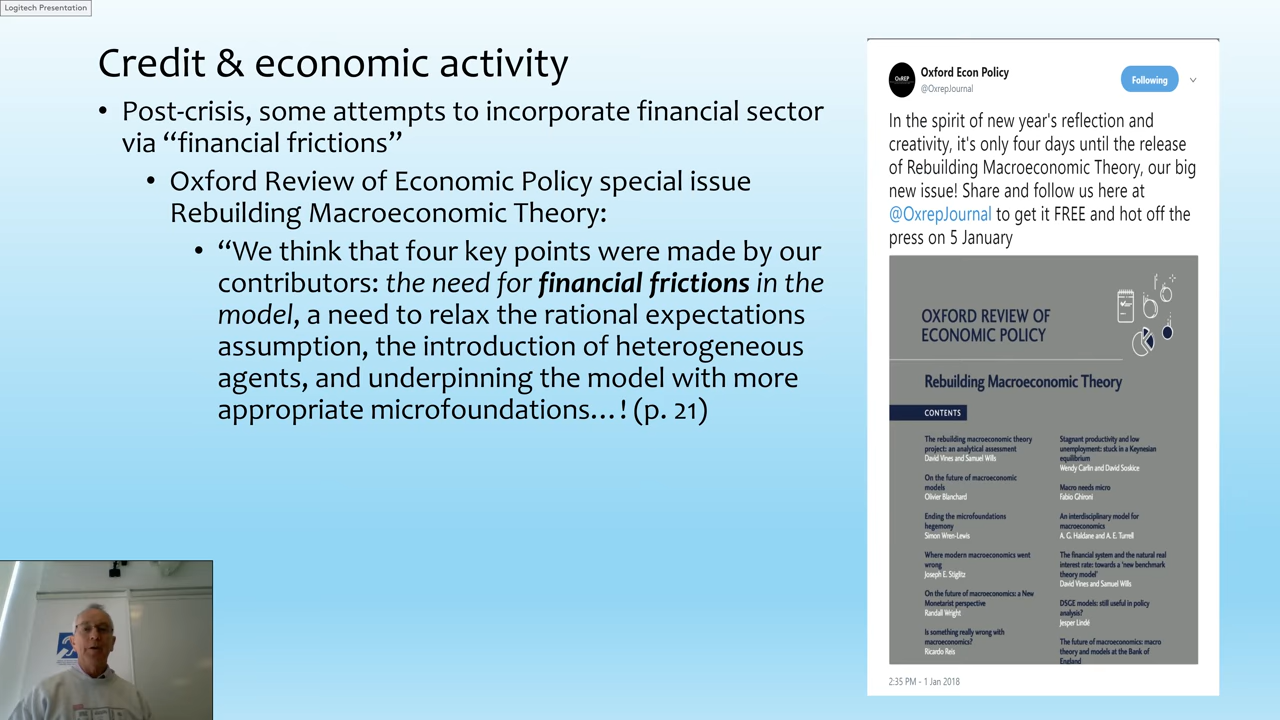 Logitech Presentation
Credit & economic activity
• Post-crisis, some attempts to incorporate financial sector
via “financial frictions”
• Oxford Review of Economic Policy special issue
Rebuilding Macroeconomic Theory:
• “We think that four key points were made by our
contributors: the need for financial frictions in the
model, a need to relax the rational expectations
assumption, the introduction of heterogeneous
agents, and underpinning the model with more
appropriate microfoundations…! (p. 21)
OxREP
Oxford Econ Policy
@OxrepJournal
Following
In the spirit of new year's reflection and
creativity, it's only four days until the release
of Rebuilding Macroeconomic Theory, our big
new issue! Share and follow us here at
@OxrepJournal to get it FREE and hot off the
press on 5 January
OXFORD REVIEW OF
ECONOMIC POLICY
Rebuilding Macroeconomic Theory
CONTENTS
The rebuilding macroeconomic theory
project: an analytical assessment
David Vines and Samuel Wills
On the future of macroeconomic
models
Olivier Blanchard
Ending the microfoundations
hegemony
Simon Wren-Lewis
Where modern macroeconomics went
wrong
Joseph E. Stiglitz
On the future of macroeconomics: a New
Monetarist perspective
Randall Wright
Is something really wrong with
macroeconomics?
Ricardo Reis
Stagnant productivity and low
unemployment: stuck in a Keynesian
equilibrium
Wendy Carlin and David Soskice
Macro needs micro
Fabio Ghironi
An interdisciplinary model for
macroeconomics
A. G. Haldane and A. E. Turrell
The financial system and the natural real
interest rate: towards a 'new benchmark
theory model'
David Vines and Samuel Wills
DSGE models: still useful in policy
analysis?
Jesper Lindé
The future of macroeconomics: macro
theory and models at the Bank of
England
2:35 PM - 1 Jan 2018